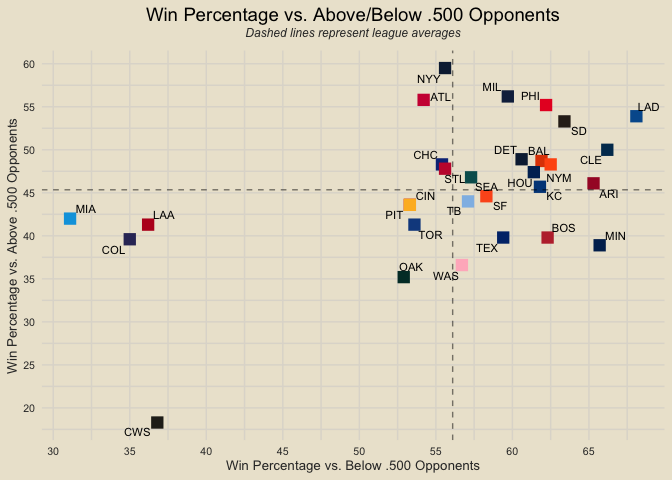 Win Percentage vs. Above/Below .500 Opponents
Dashed lines represent league averages
Win Percentage vs. Above .500 Opponents
60
55
50
45
40
35
30
25
20
NYY
ATL
MIL
PHI
LAD
SD
CHC
STL
DET
BAL
CLE
HOU
NYM
SEA
KC
ARI
MIA
LAA
COL
CIN
PIT
TOR
TB
SF
TEX
BOS
MIN
OAK
WAS
CWS
30
35
40
45
50
55
60
65
Win Percentage vs. Below .500 Opponents